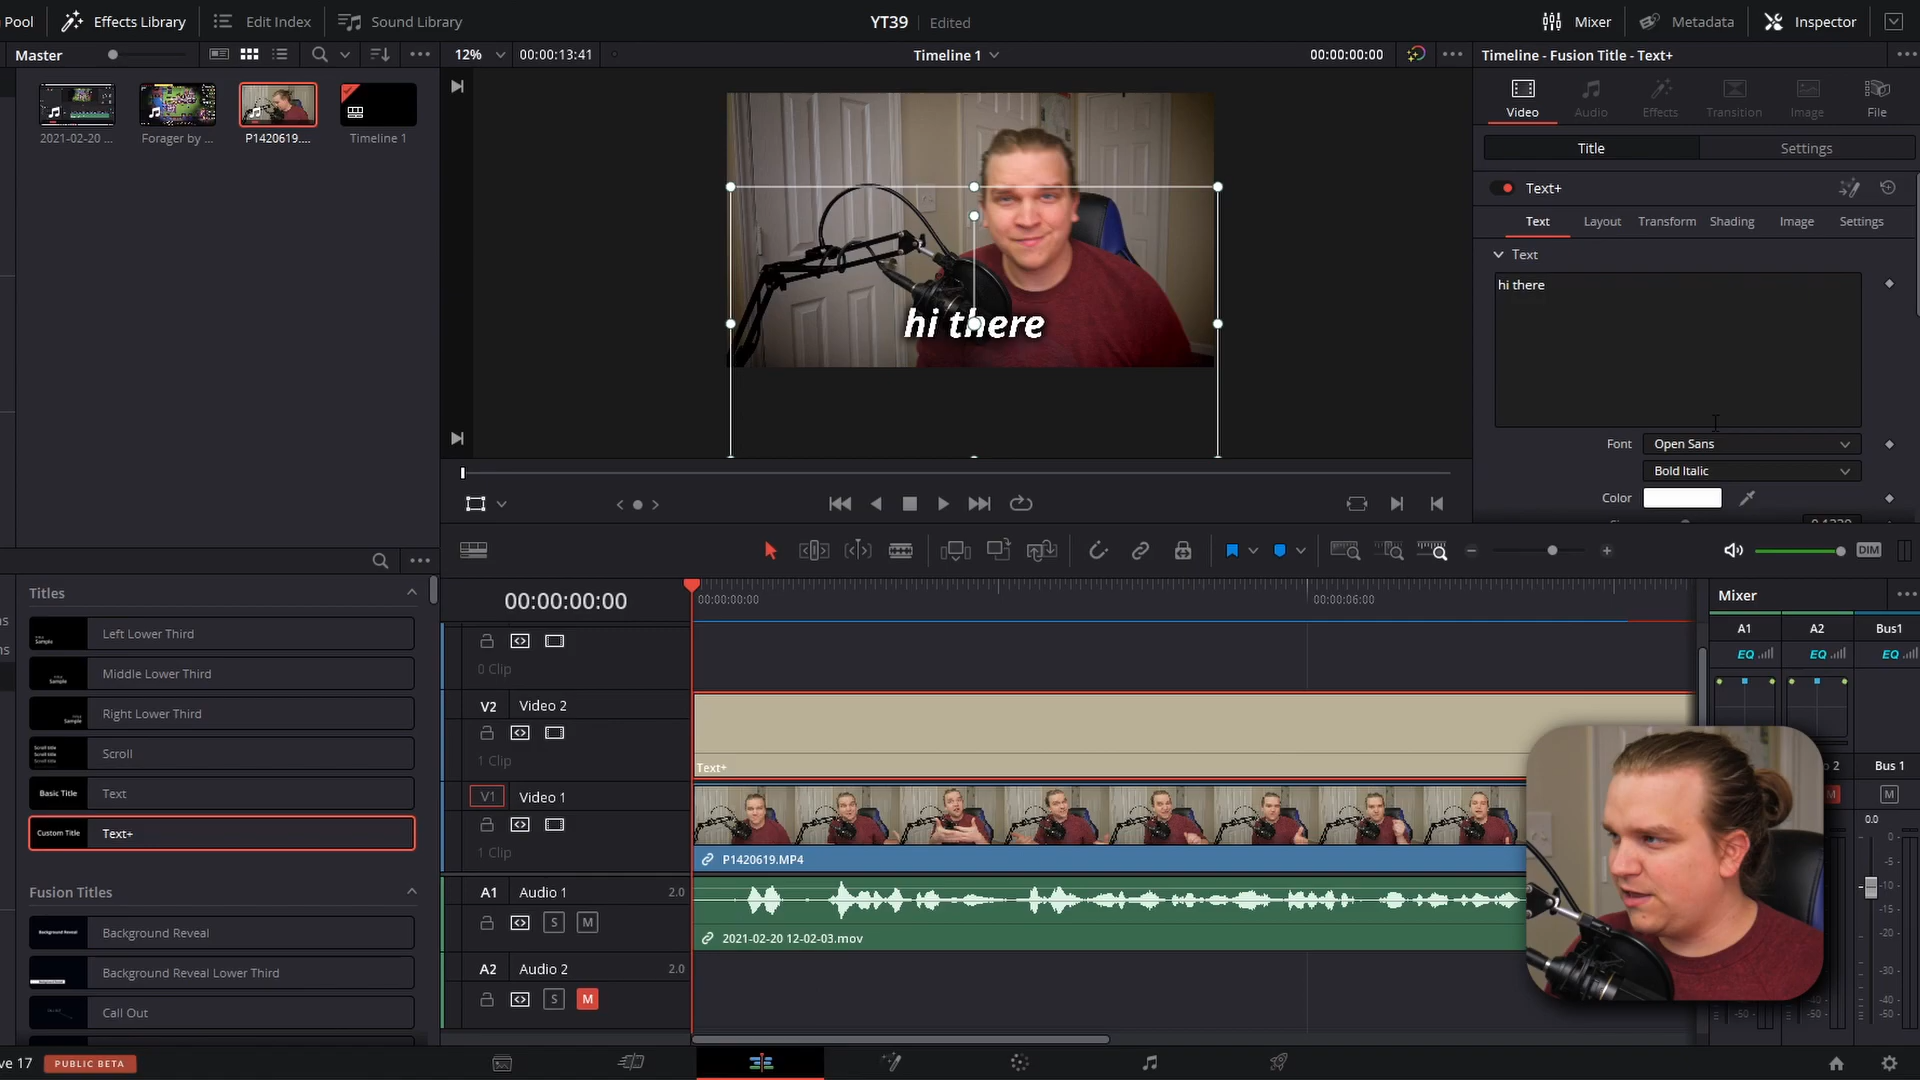 Pool
Effects Library
Edit Index
Sound Library
YT39
Edited
Mixer
Metadata
Inspector
Master
12%
00:00:13:41
Timeline 1
00:00:00:00
Timeline - Fusion Title - Text+
2021-02-20 ...
Forager by ...
P1420619....
Timeline 1
Video
Audio
Effects
Transition
Image
File
Title
Settings
Text+
Text
Layout
Transform
Shading
Image
Settings
Text
hi there
hi there
Font
Open Sans
Bold Italic
Color
DIM
Titles
Left Lower Third
Middle Lower Third
Right Lower Third
Scroll
Basic Title
Text
Custom Title
Text+
Fusion Titles
Background Reveal
Background Reveal Lower Third
Call Out
00:00:00:00
00:00:00:00
00:00:06:00
0 Clip
V2
Video 2
1 Clip
Text+
V1
Video 1
1 Clip
P1420619.MP4
A1
Audio 1
2.0
S
M
2021-02-20 12-02-03.mov
A2
Audio 2
2.0
S
M
Mixer
A1
A2
Bus1
EQ
EQ
EQ
2
Bus 1
M
M
0.0
0
-5
-10
-15
-20
-30
-40
-50
-50
-50
ve 17
PUBLIC BETA